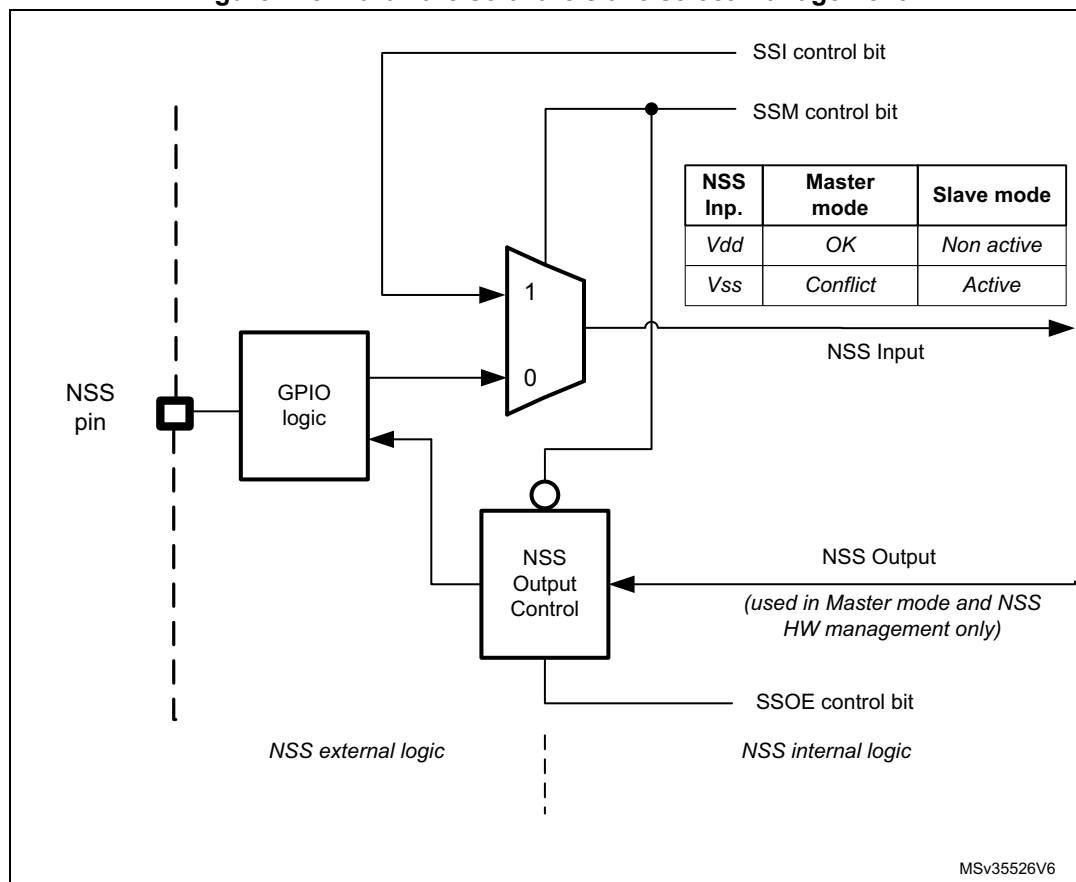 SSI control bit
SSM control bit
NSS Inp.
Master mode
Slave mode
Vdd
OK
Non active
Vss
Conflict
Active
1
0
NSS Input
NSS
pin
GPIO
logic
NSS
Output
Control
NSS Output
(used in Master mode and NSS
HW management only)
SSOE control bit
NSS external logic
NSS internal logic
MSv35526V6